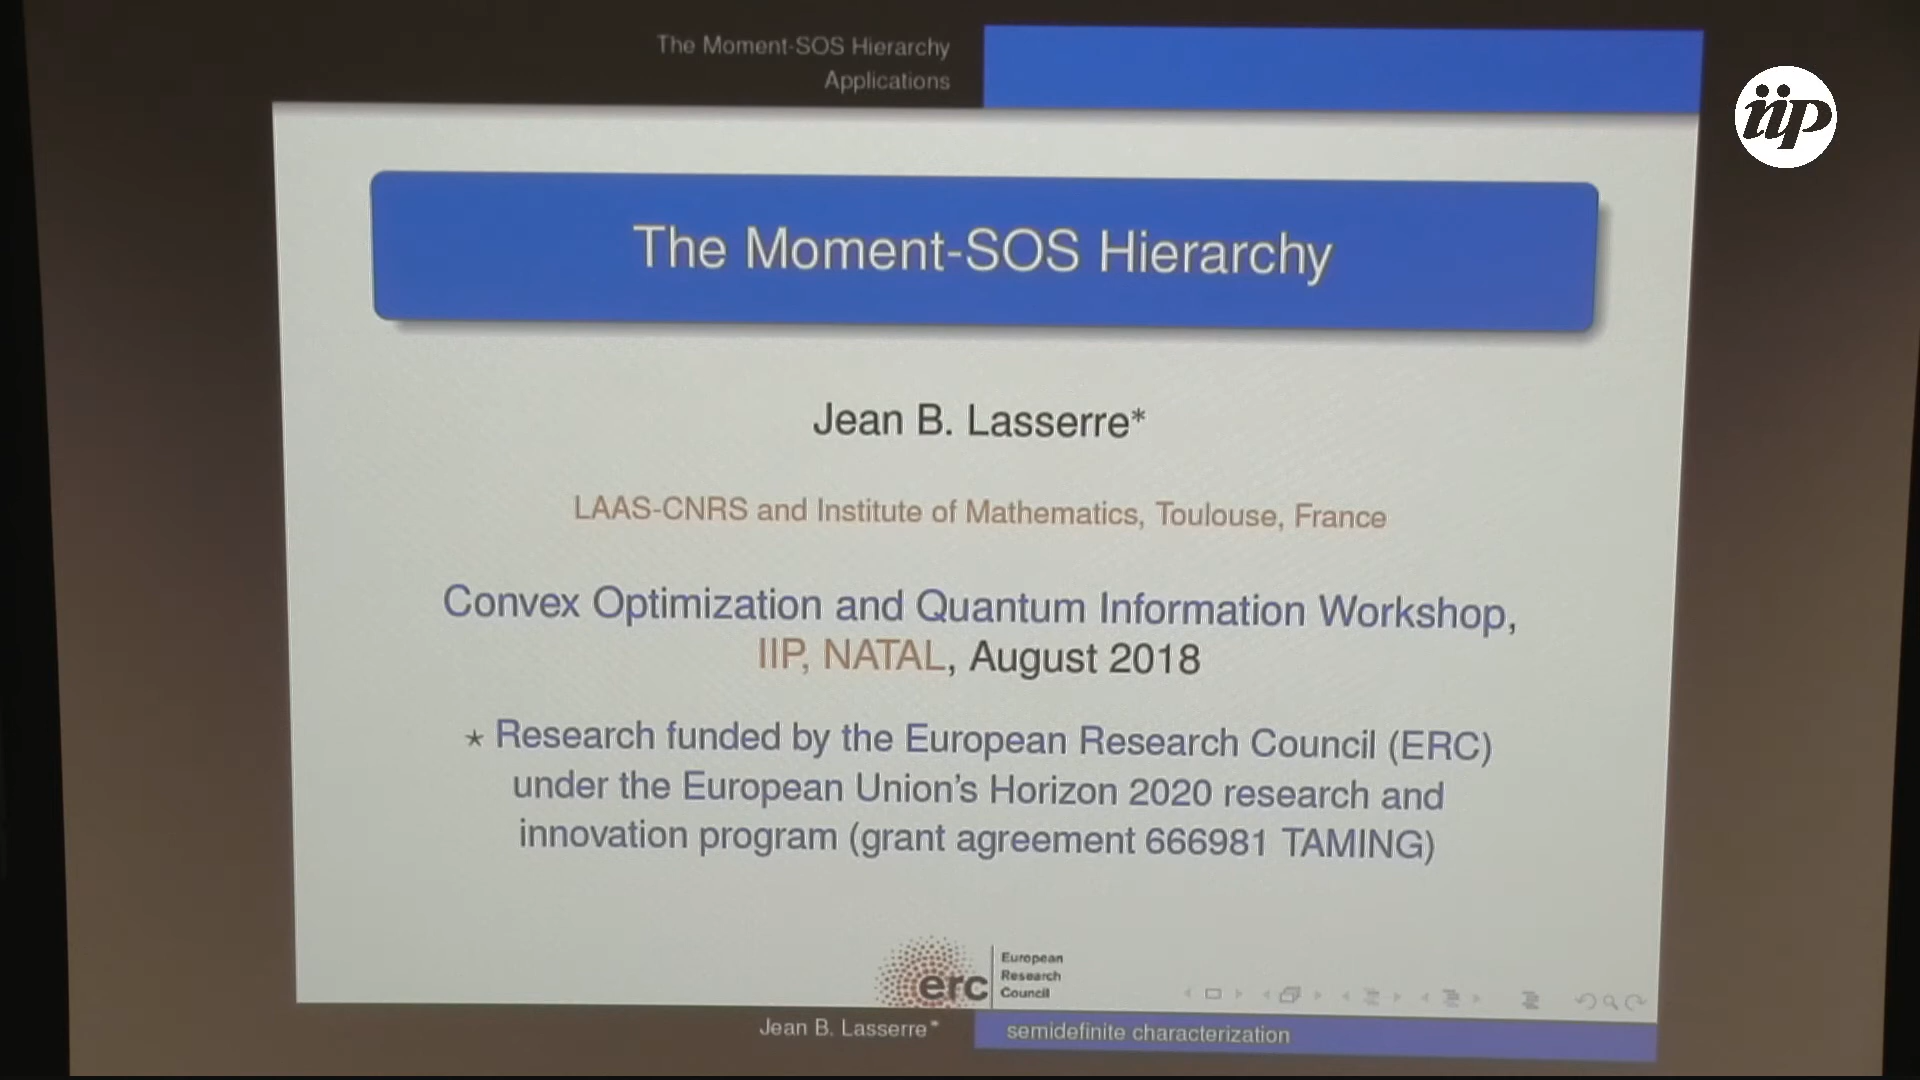 The Moment-SOS Hierarchy
Applications
iip
The Moment-SOS Hierarchy
Jean B. Lasserre*
LAAS-CNRS and Institute of Mathematics, Toulouse, France
Convex Optimization and Quantum Information Workshop,
IIP, NATAL, August 2018
⋆ Research funded by the European Research Council (ERC)
under the European Union's Horizon 2020 research and
innovation program (grant agreement 666981 TAMING)
erc
European
Research
Council
Jean B. Lasserre*
semidefinite characterization